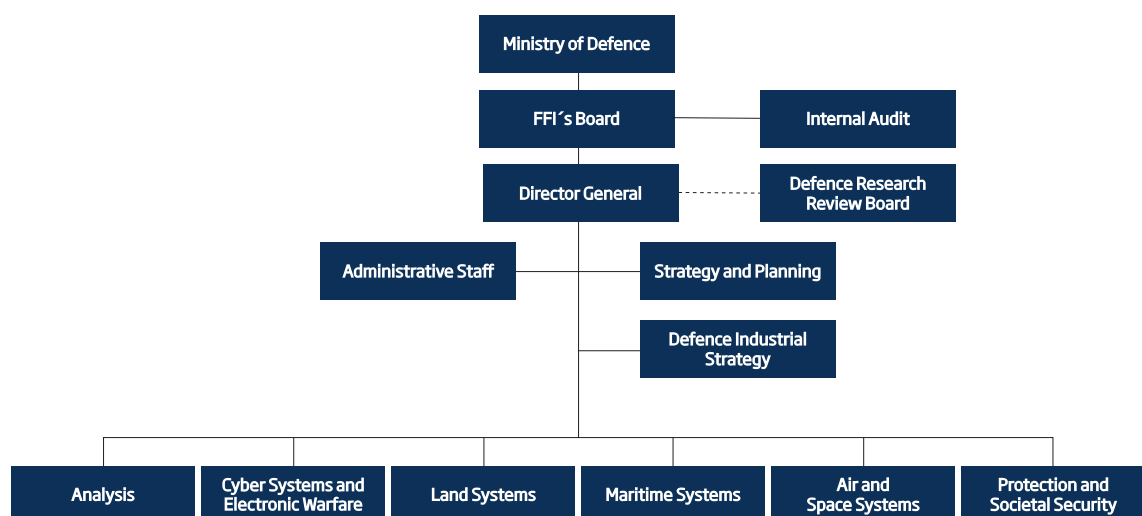 Ministry of Defence
FFI´s Board
Internal Audit
Director General
Defence Research
Review Board
Administrative Staff
Strategy and Planning
Defence Industrial
Strategy
Analysis
Cyber Systems and
Electronic Warfare
Land Systems
Maritime Systems
Air and
Space Systems
Protection and
Societal Security